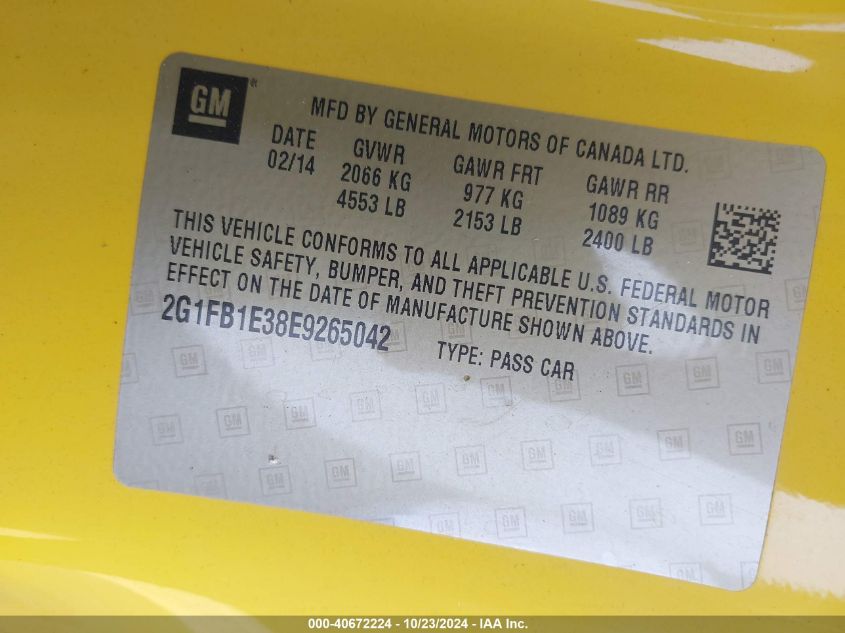 GM ®
MFD BY GENERAL MOTORS OF CANADA LTD.
DATE GVWR GAWR FRT GAWR RR
02/14 2066 KG 977 KG 1089 KG
4553 LB 2153 LB 2400 LB
THIS VEHICLE CONFORMS TO ALL APPLICABLE U.S. FEDERAL MOTOR
VEHICLE SAFETY, BUMPER, AND THEFT PREVENTION STANDARDS IN
EFFECT ON THE DATE OF MANUFACTURE SHOWN ABOVE.
2G1FB1E38E9265042 TYPE: PASS CAR
000-40672224 - 10/23/2024 - IAA Inc.